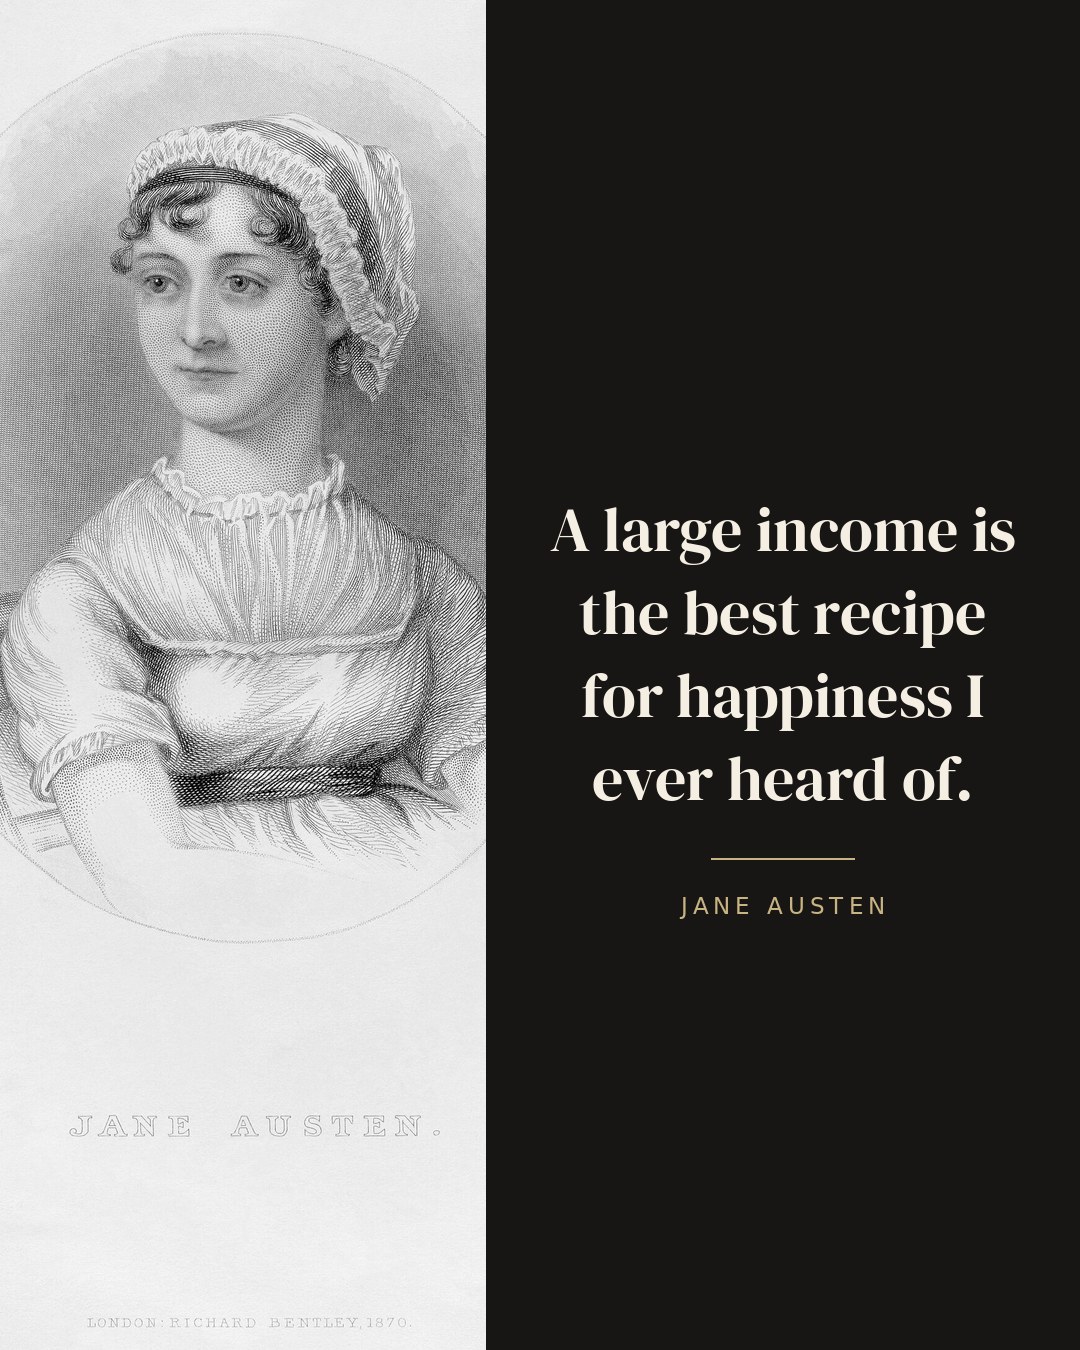 A large income is
the best recipe
for happiness I
ever heard of.
JANE AUSTEN
JANE AUSTEN.
LONDON: RICHARD BENTLEY, 1870.